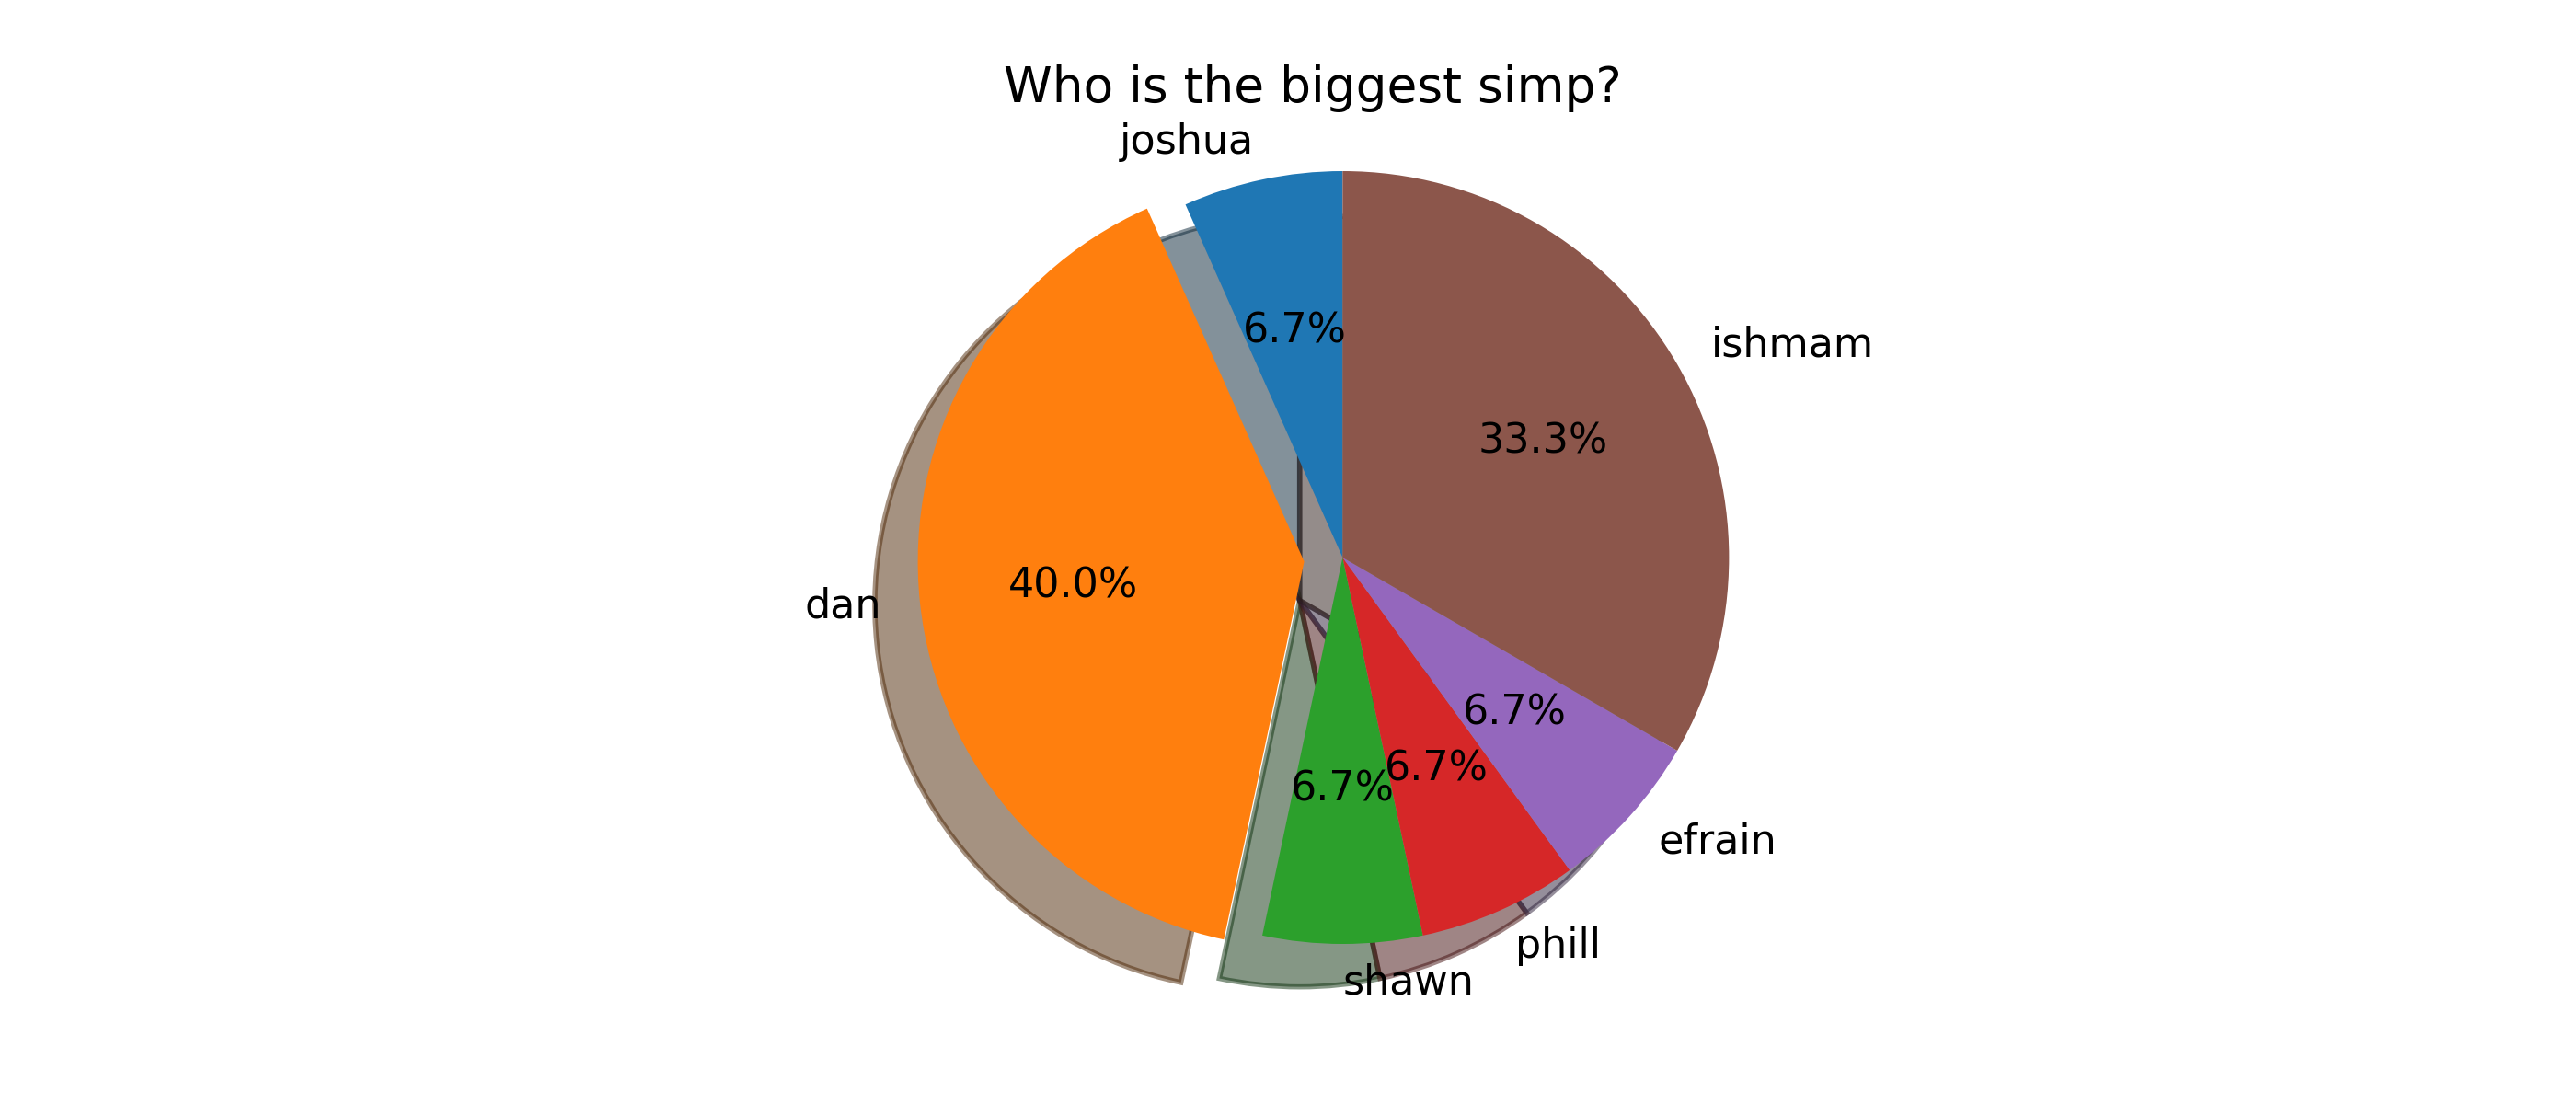 Who is the biggest simp?
joshua
6.7%
ishmam
33.3%
dan
40.0%
6.7%
efrain
6.7%
phill
6.7%
shawn